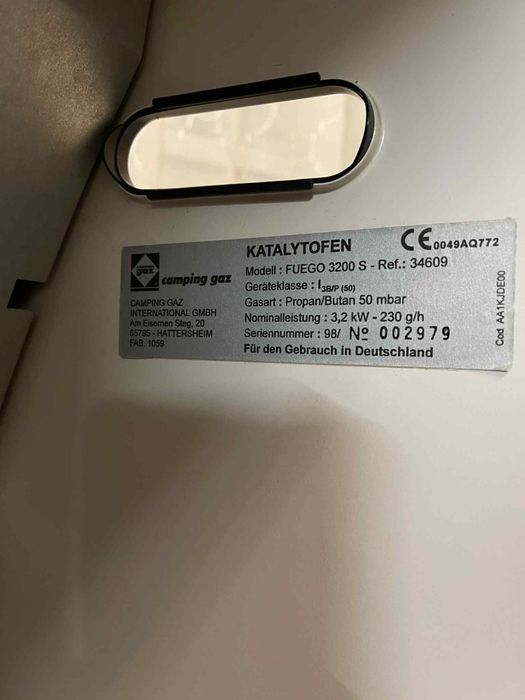 KATALYTOFEN CE 0049AQ772
Modell : FUEGO 3200 S - Ref.: 34609
Geräteklasse : I3B/P (50)
Gasart : Propan/Butan 50 mbar
Nominalleistung : 3,2 kW - 230 g/h
Seriennummer : 98/ Nº 002979
Für den Gebrauch in Deutschland
gaz
camping gaz
CAMPING GAZ
INTERNATIONAL GMBH
Am Eisernen Steg, 20
65795 - HATTERSHEIM
FAB. 1059
Cod AA1KJDE00